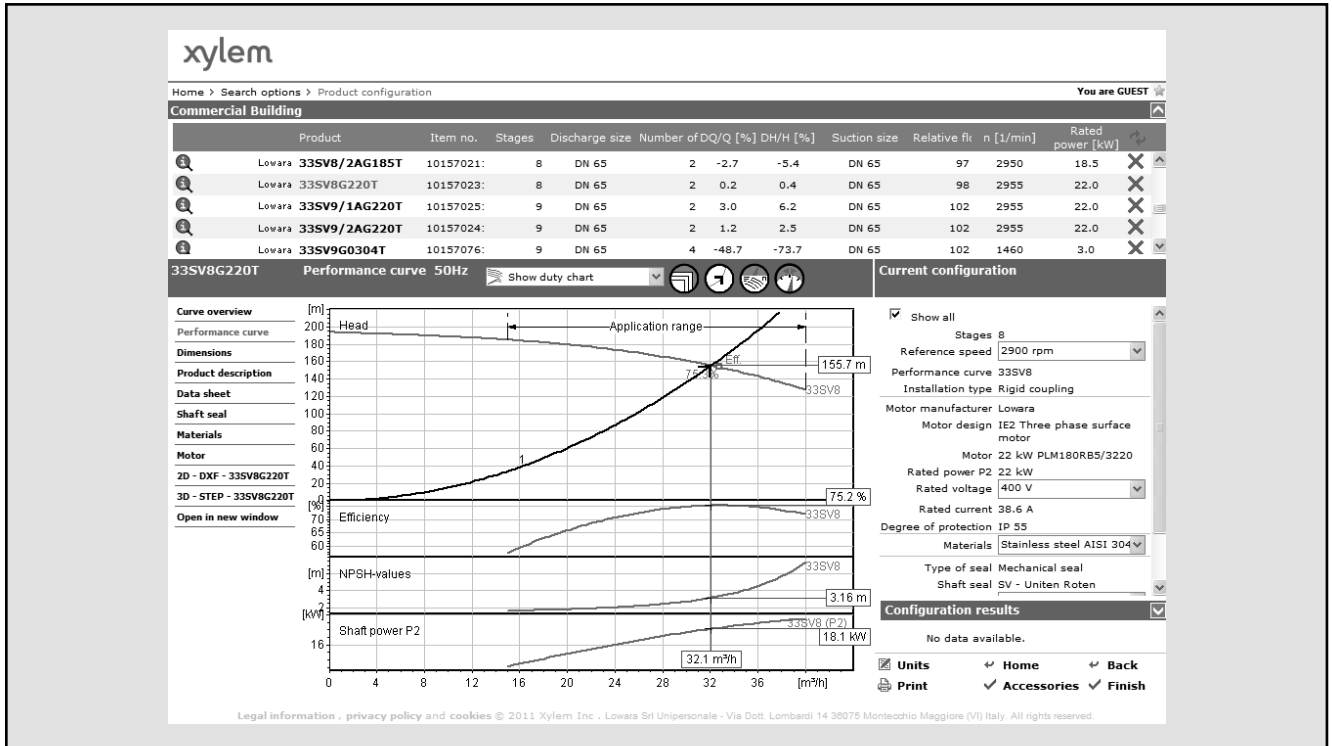 xylem
Home > Search options > Product configuration You are GUEST
Commercial Building
Product Item no. Stages Discharge size Number of DQ/Q [%] DH/H [%] Suction size Relative flo n [1/min] Rated power [kW]
Lowara 33SV8/2AG185T 10157021: 8 DN 65 2 -2.7 -5.4 DN 65 97 2950 18.5
Lowara 33SV8G220T 10157023: 8 DN 65 2 0.2 0.4 DN 65 98 2955 22.0
Lowara 33SV9/1AG220T 10157025: 9 DN 65 2 3.0 6.2 DN 65 102 2955 22.0
Lowara 33SV9/2AG220T 10157024: 9 DN 65 2 1.2 2.5 DN 65 102 2955 22.0
Lowara 33SV9G0304T 10157076: 9 DN 65 4 -48.7 -73.7 DN 65 102 1460 3.0
33SV8G220T Performance curve 50Hz Show duty chart
Curve overview
Performance curve
Dimensions
Product description
Data sheet
Shaft seal
Materials
Motor
2D - DXF - 33SV8G220T
3D - STEP - 33SV8G220T
Open in new window
[m]
200
180
160
140
120
100
80
60
40
20
0
Head
Application range
Eff.
75.3%
155.7 m
33SV8
1
[%]
70
65
60
Efficiency
75.2 %
33SV8
[m]
4
2
NPSH-values
33SV8
3.16 m
[kW]
16
Shaft power P2
33SV8 (P2)
18.1 kW
32.1 m³/h
0 4 8 12 16 20 24 28 32 36 [m³/h]
Current configuration
Show all
Stages 8
Reference speed 2900 rpm
Performance curve 33SV8
Installation type Rigid coupling
Motor manufacturer Lowara
Motor design IE2 Three phase surface
motor
Motor 22 kW PLM180RB5/3220
Rated power P2 22 kW
Rated voltage 400 V
Rated current 38.6 A
Degree of protection IP 55
Materials Stainless steel AISI 304
Type of seal Mechanical seal
Shaft seal SV - Uniten Roten
Configuration results
No data available.
Units Home Back
Print Accessories Finish
Legal information , privacy policy and cookies © 2011 Xylem Inc . Lowara Srl Unipersonale - Via Dott. Lombardi 14 36075 Montecchio Maggiore (VI) Italy. All rights reserved.